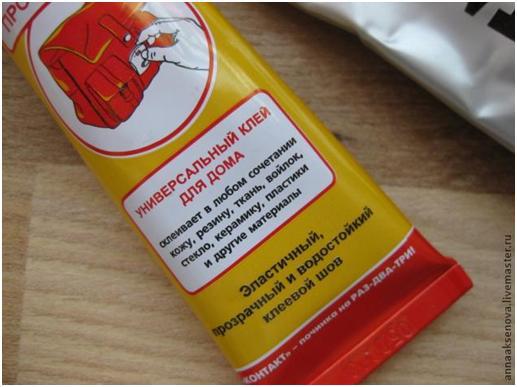 ПРО
УНИВЕРСАЛЬНЫЙ КЛЕЙ
ДЛЯ ДОМА
склеивает в любом сочетании
кожу, резину, ткань, войлок,
стекло, керамику, пластики
и другие материалы
Эластичный,
прозрачный и водостойкий
клеевой шов
КОНТАКТ" – починка на РАЗ-ДВА-ТРИ!
annaaksenova.livemaster.ru